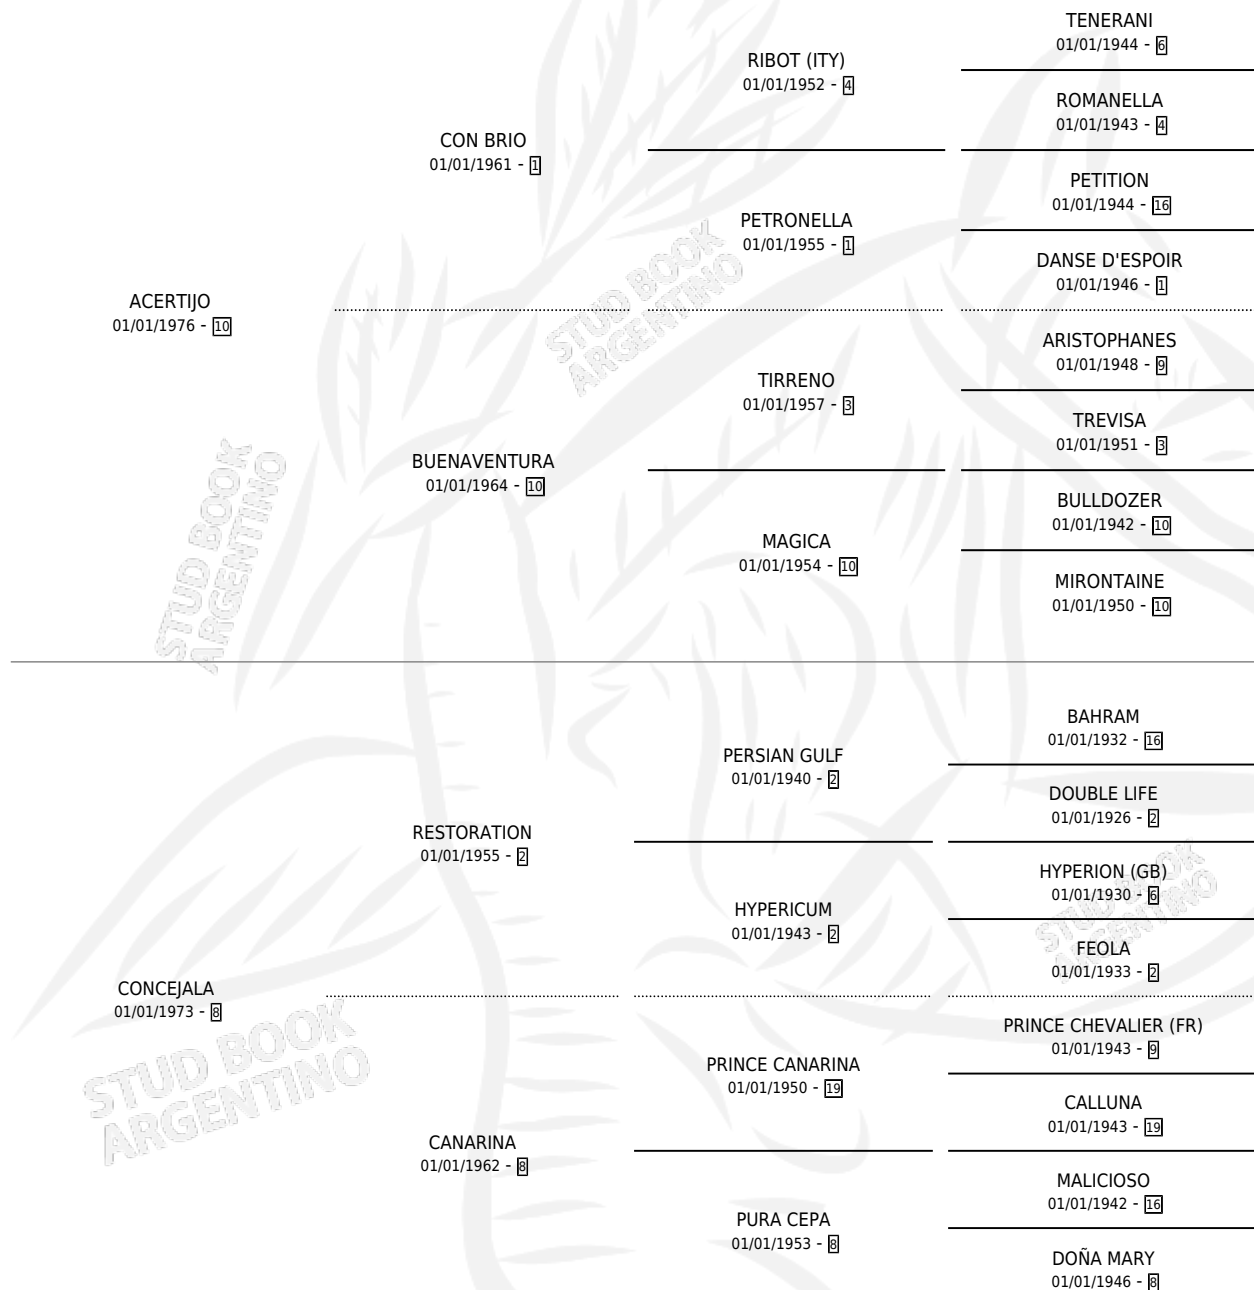 TENERANI
01/01/1944 - 6
RIBOT (ITY)
01/01/1952 - 4
ROMANELLA
01/01/1943 - 4
CON BRIO
01/01/1961 - 1
PETITION
01/01/1944 - 16
PETRONELLA
01/01/1955 - 1
DANSE D'ESPOIR
01/01/1946 - 1
ACERTIJO
01/01/1976 - 10
STUD BOOK
ARGENTINO
ARISTOPHANES
01/01/1948 - 9
TIRRENO
01/01/1957 - 3
TREVISA
01/01/1951 - 3
BUENAVENTURA
01/01/1964 - 10
BULLDOZER
01/01/1942 - 10
MAGICA
01/01/1954 - 10
MIRONTAINE
01/01/1950 - 10
STUD BOOK
ARGENTINO
BAHRAM
01/01/1932 - 16
PERSIAN GULF
01/01/1940 - 2
DOUBLE LIFE
01/01/1926 - 2
RESTORATION
01/01/1955 - 2
HYPERION (GB)
01/01/1930 - 6
HYPERICUM
01/01/1943 - 2
FEOLA
01/01/1933 - 2
STUD BOOK
ARGENTINO
CONCEJALA
01/01/1973 - 8
PRINCE CHEVALIER (FR)
01/01/1943 - 9
PRINCE CANARINA
01/01/1950 - 19
CALLUNA
01/01/1943 - 19
STUD BOOK
ARGENTINO
CANARINA
01/01/1962 - 8
MALICIOSO
01/01/1942 - 16
PURA CEPA
01/01/1953 - 8
DOÑA MARY
01/01/1946 - 8